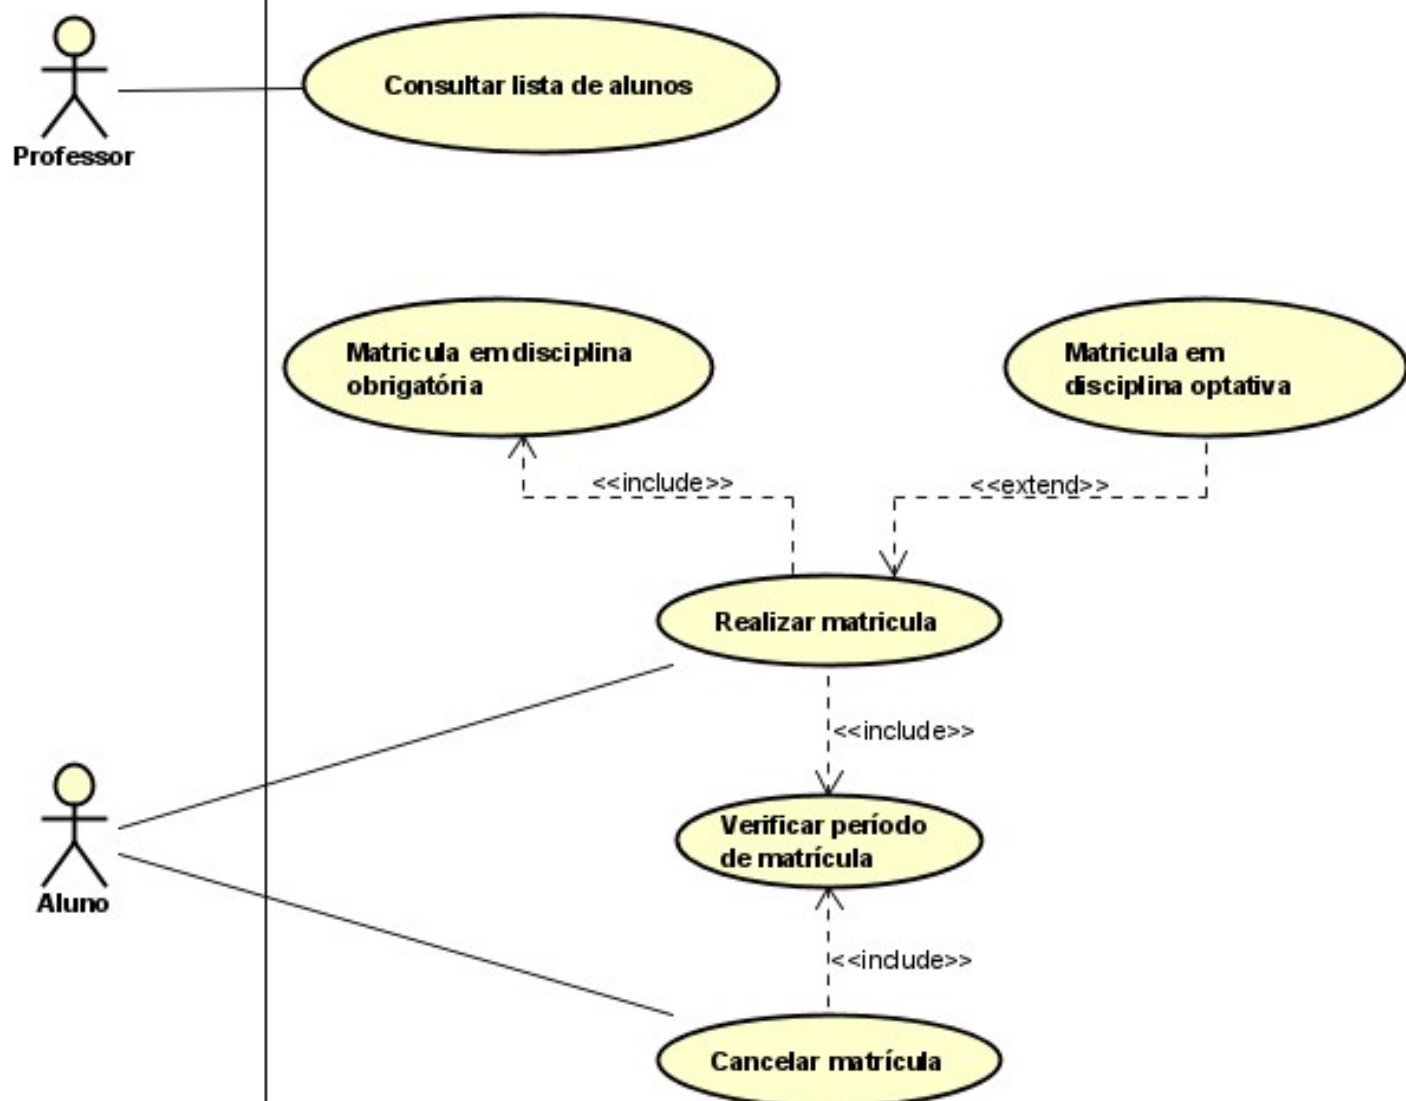 Consultar lista de alunos
Professor
Matricula em disciplina
obrigatória
Matricula em
disciplina optativa
<<include>>
<<extend>>
Realizar matricula
<<include>>
Verificar período
de matrícula
Aluno
<<include>>
Cancelar matrícula